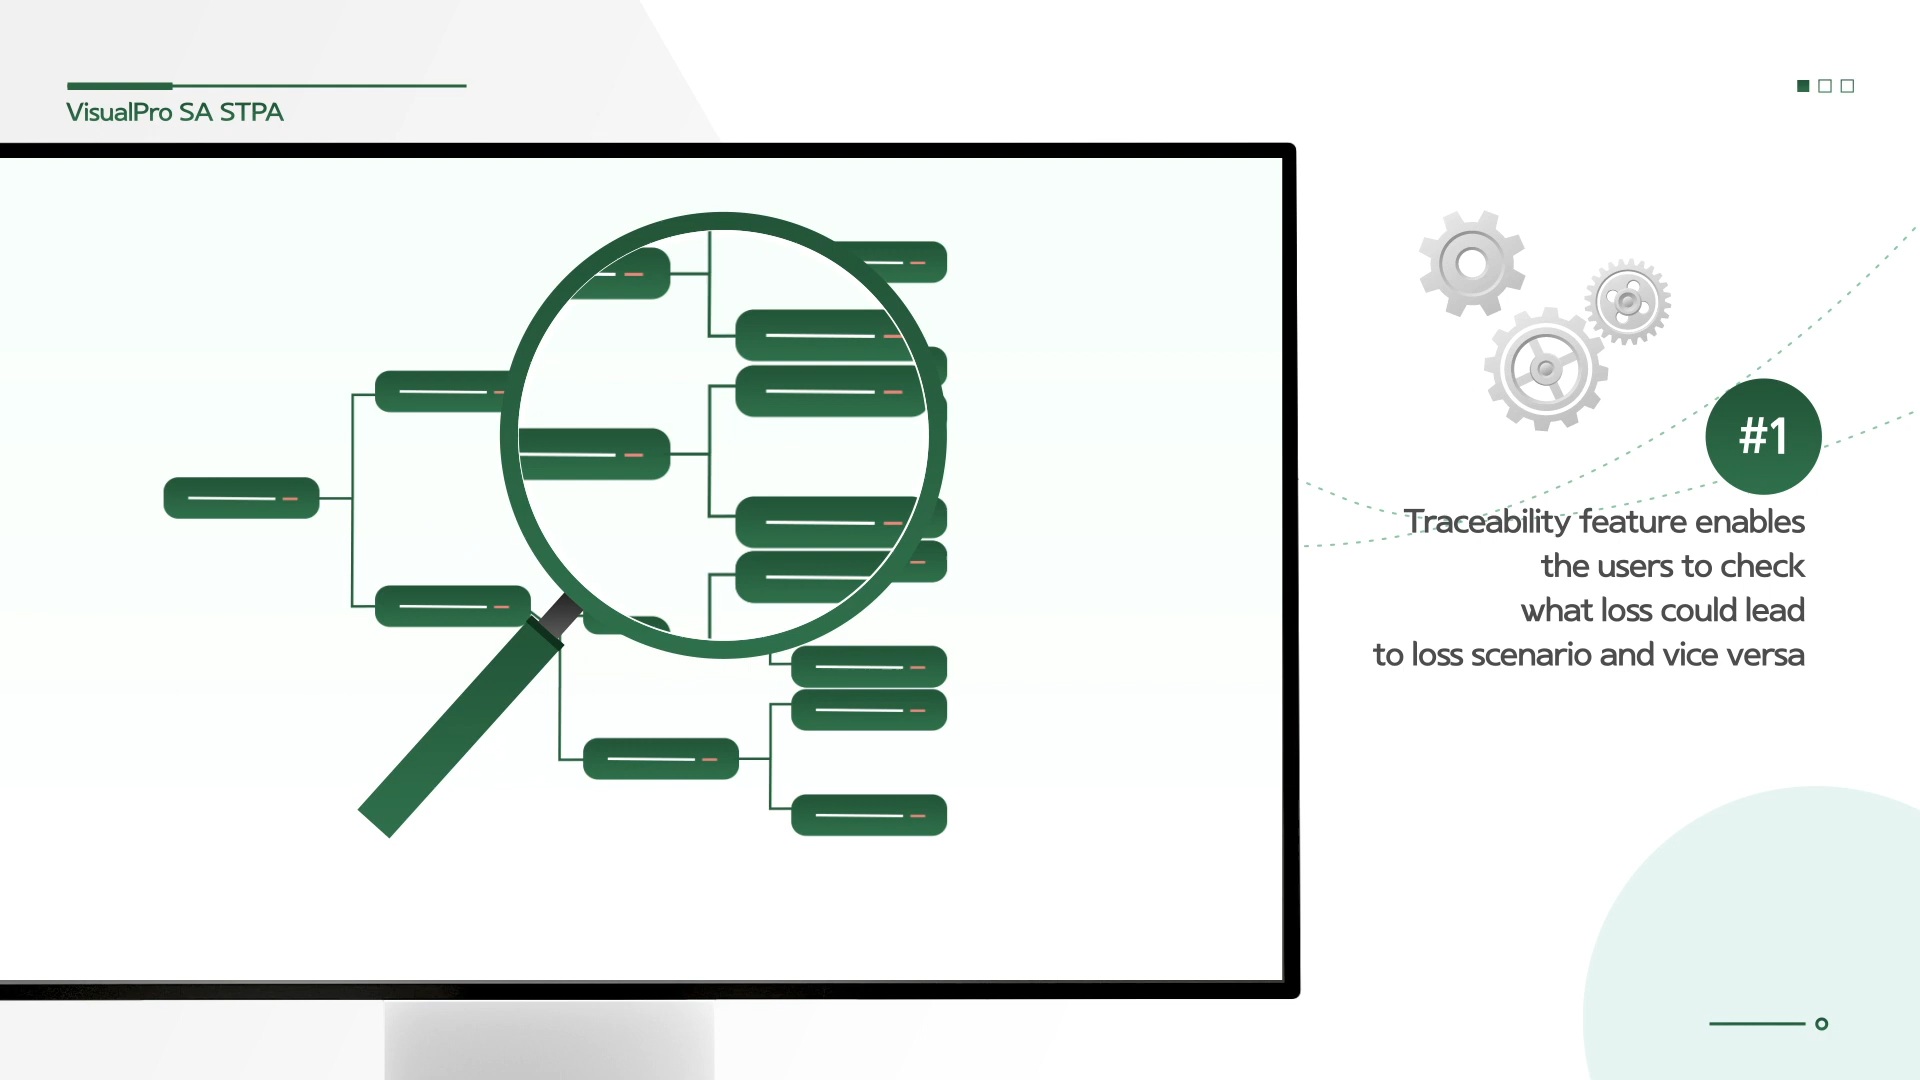 VisualPro SA STPA
#1
Traceability feature enables
the users to check
what loss could lead
to loss scenario and vice versa